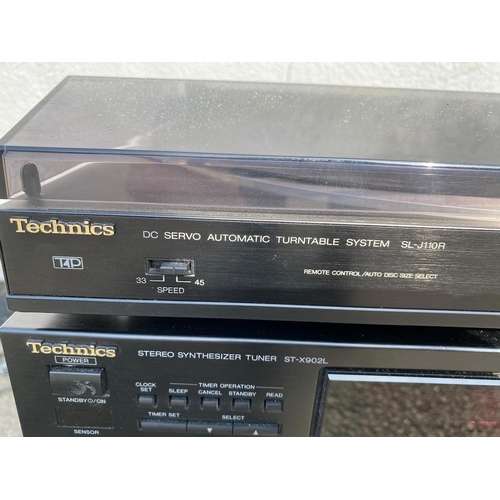 Technics DC SERVO AUTOMATIC TURNTABLE SYSTEM SL-J110R
T4P
REMOTE CONTROL/AUTO DISC SIZE SELECT
33 45
SPEED
Technics STEREO SYNTHESIZER TUNER ST-X902L
POWER
STANDBY ⏻/ON
SENSOR
CLOCK SET
SLEEP
TIMER OPERATION
CANCEL STANDBY READ
TIMER SET
SELECT